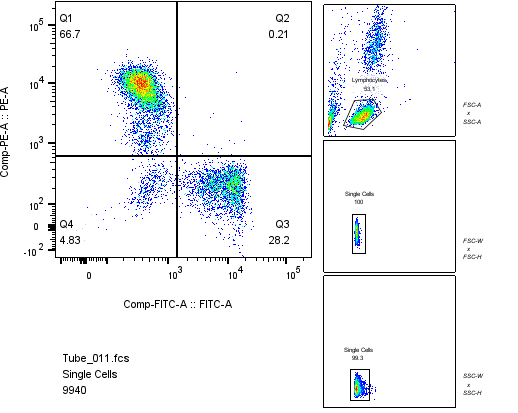 Q1
66.7
Q2
0.21
10^5
10^4
10^3
10^2
0
-10^2
Comp-PE-A :: PE-A
Q4
4.83
Q3
28.2
0
10^3
10^4
10^5
Comp-FITC-A :: FITC-A
Tube_011.fcs
Single Cells
9940
Lymphocytes
53.1
FSC-A
x
SSC-A
Single Cells
100
FSC-W
x
FSC-H
Single Cells
99.3
SSC-W
x
SSC-H